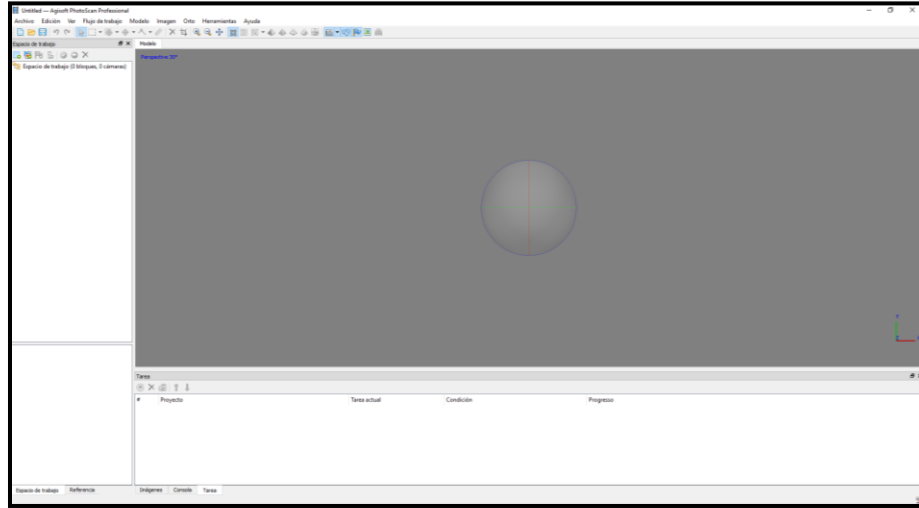 Untitled — Agisoft PhotoScan Professional
Archivo Edición Ver Flujo de trabajo Modelo Imagen Orto Herramientas Ayuda
Espacio de trabajo
Modelo
Perspectiva 30°
Espacio de trabajo (0 bloques, 0 cámaras)
Y
Tarea
# Proyecto Tarea actual Condición Progresso
Espacio de trabajo Referencia
Imágenes Consola Tarea